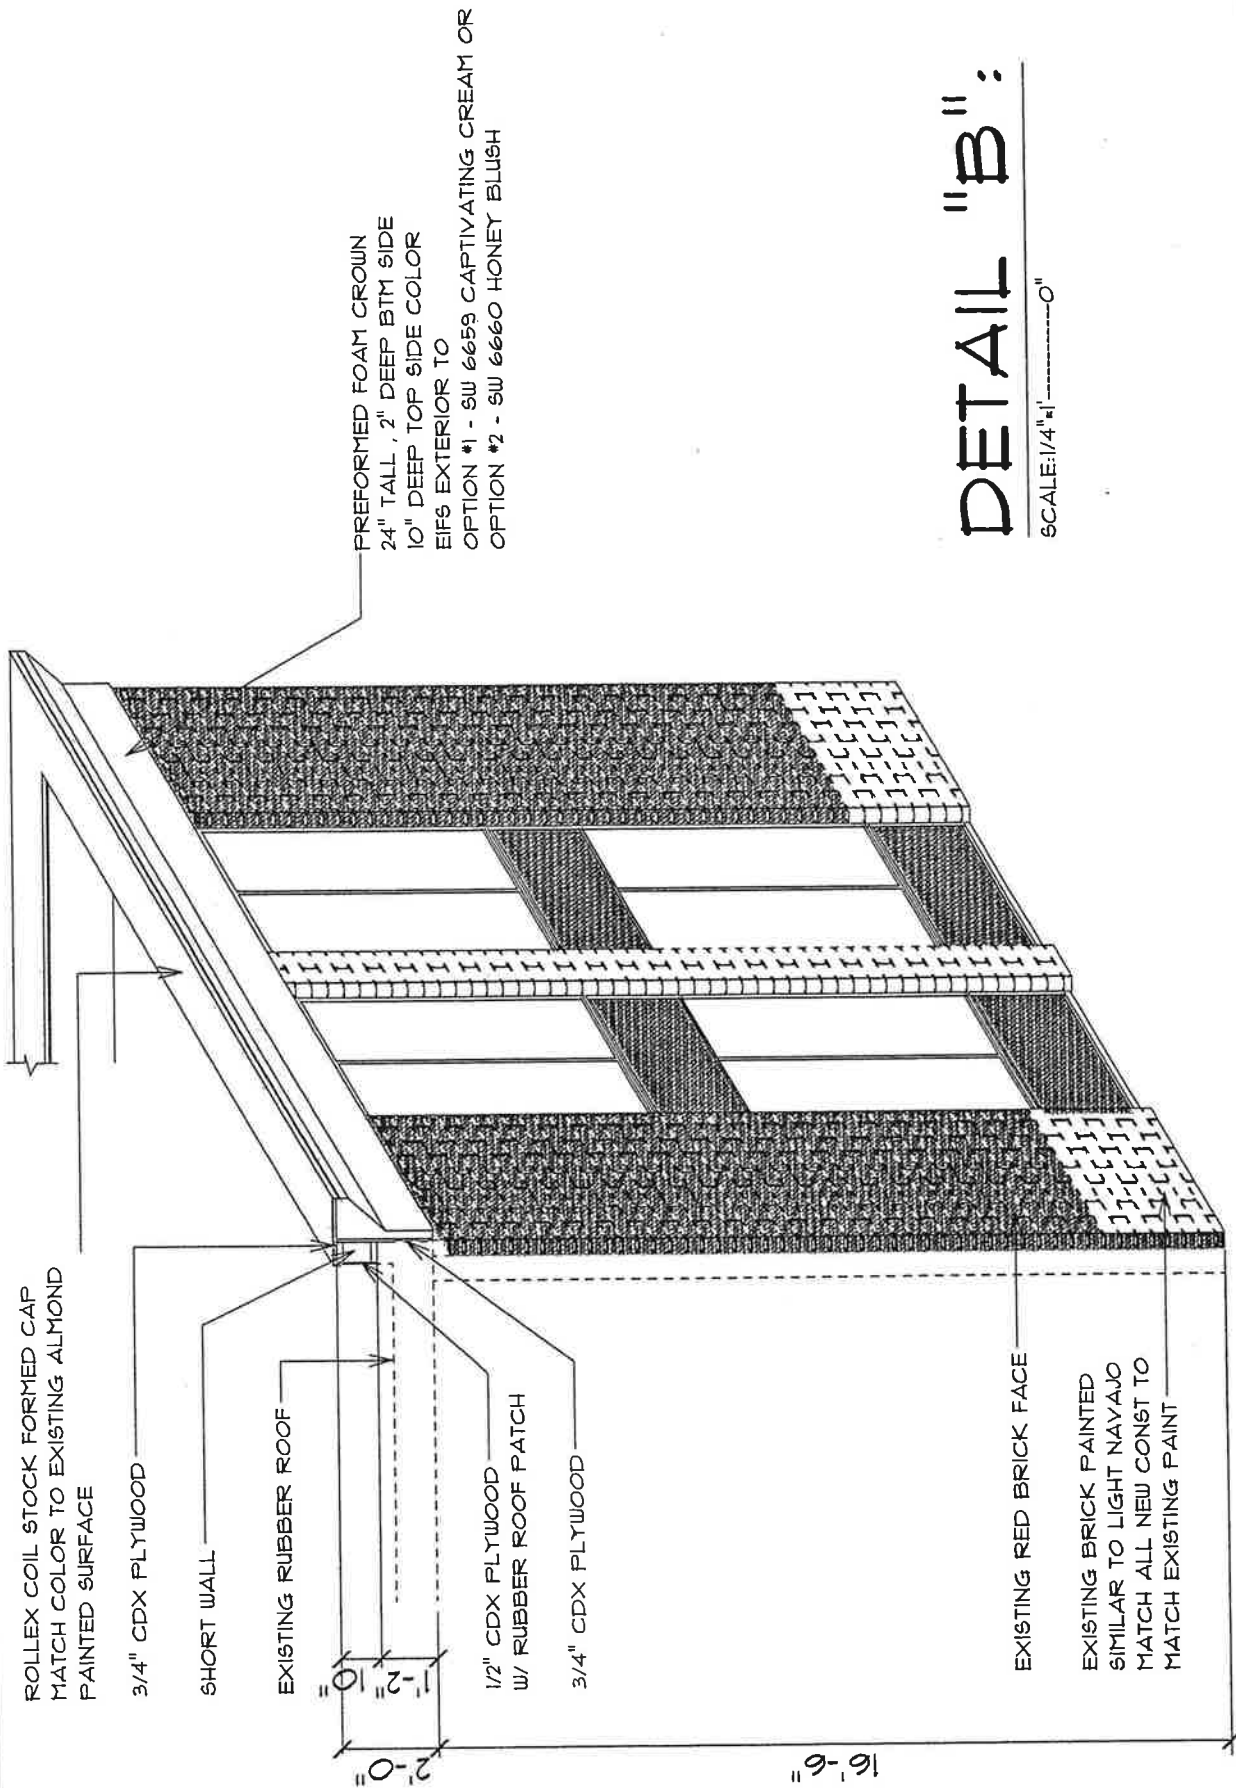 ROLLEX COIL STOCK FORMED CAP
MATCH COLOR TO EXISTING ALMOND
PAINTED SURFACE
3/4" CDX PLYWOOD
SHORT WALL
EXISTING RUBBER ROOF
10"
1'-2"
2'-0"
1/2" CDX PLYWOOD
W/ RUBBER ROOF PATCH
3/4" CDX PLYWOOD
16'-6"
EXISTING RED BRICK FACE
EXISTING BRICK PAINTED
SIMILAR TO LIGHT NAVAJO
MATCH ALL NEW CONST TO
MATCH EXISTING PAINT
PREFORMED FOAM CROWN
24" TALL , 2" DEEP BTM SIDE
10" DEEP TOP SIDE COLOR
EIFS EXTERIOR TO
OPTION #1 - SW 6659 CAPTIVATING CREAM OR
OPTION #2 - SW 6660 HONEY BLUSH
DETAIL "B" :
SCALE:1/4"=1'-----------0"